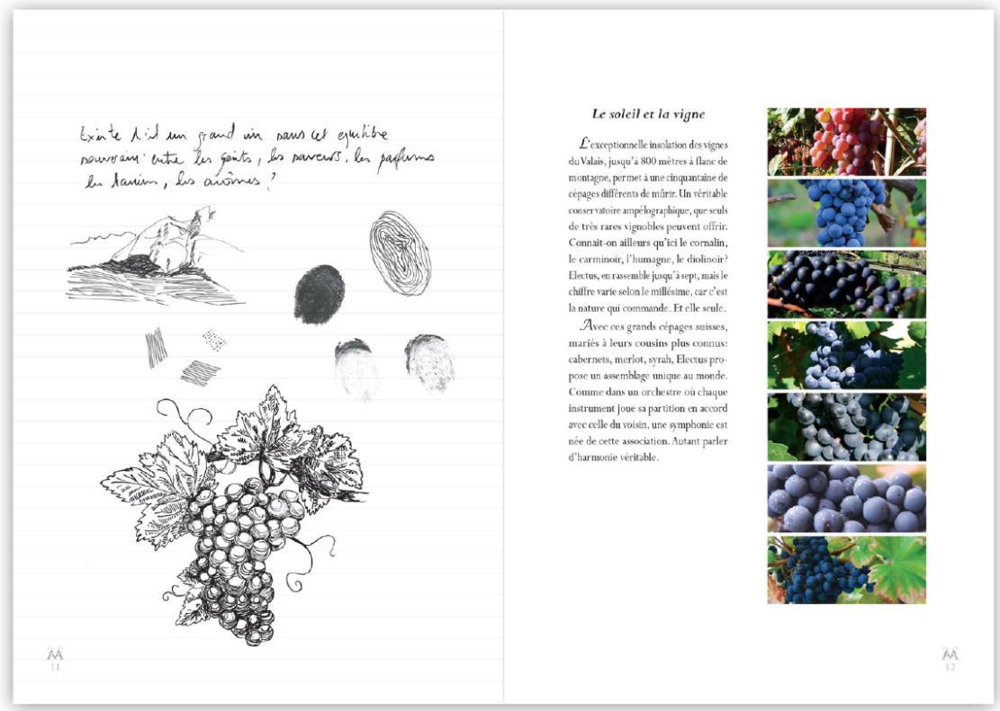 Existe t'il un grand vin sans cet equilibre
souverain entre les goûts, les saveurs, les parfums
les tanins, les arômes ?
11
Le soleil et la vigne
L'exceptionnelle insolation des vignes
du Valais, jusqu'à 800 mètres à flanc de
montagne, permet à une cinquantaine de
cépages différents de mûrir. Un véritable
conservatoire ampélographique, que seuls
de très rares vignobles peuvent offrir.
Connait-on ailleurs qu'ici le cornalin,
le carminoir, l'humagne, le diolinoir?
Electus, en rassemble jusqu'à sept, mais le
chiffre varie selon le millésime, car c'est
la nature qui commande. Et elle seule.
Avec ces grands cépages suisses,
mariés à leurs cousins plus connus:
cabernets, merlot, syrah, Electus pro-
pose un assemblage unique au monde.
Comme dans un orchestre où chaque
instrument joue sa partition en accord
avec celle du voisin, une symphonie est
née de cette association. Autant parler
d'harmonie véritable.
12